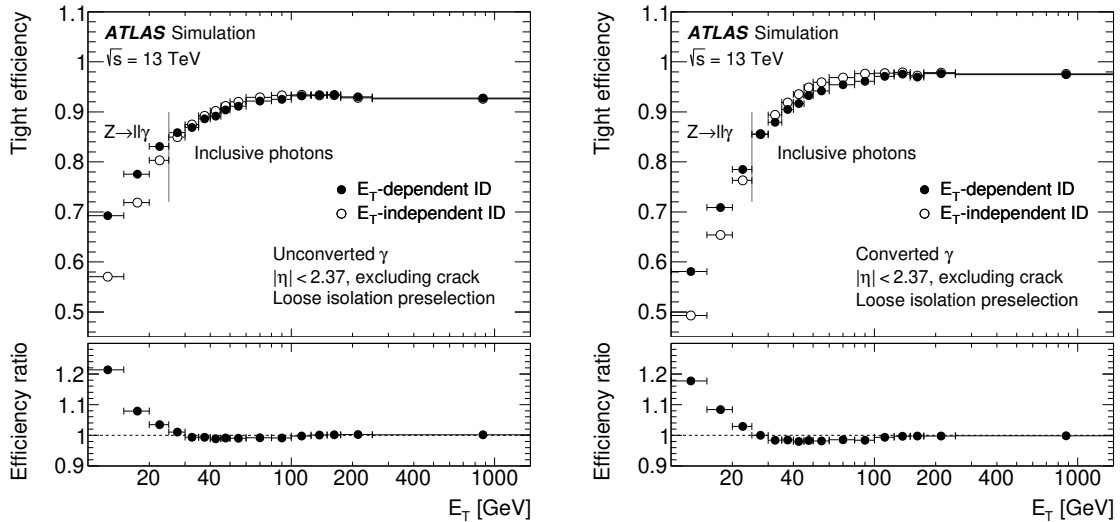 Tight efficiency
1.1
1
0.9
0.8
0.7
0.6
0.5
ATLAS Simulation
√s = 13 TeV
Z→llγ
Inclusive photons
E_T-dependent ID
E_T-independent ID
Unconverted γ
|η| < 2.37, excluding crack
Loose isolation preselection
Efficiency ratio
1.2
1.1
1
0.9
20 30 40 100 200 300 400 1000
E_T [GeV]
Tight efficiency
1.1
1
0.9
0.8
0.7
0.6
0.5
ATLAS Simulation
√s = 13 TeV
Z→llγ
Inclusive photons
E_T-dependent ID
E_T-independent ID
Converted γ
|η| < 2.37, excluding crack
Loose isolation preselection
Efficiency ratio
1.2
1.1
1
0.9
20 30 40 100 200 300 1000
E_T [GeV]